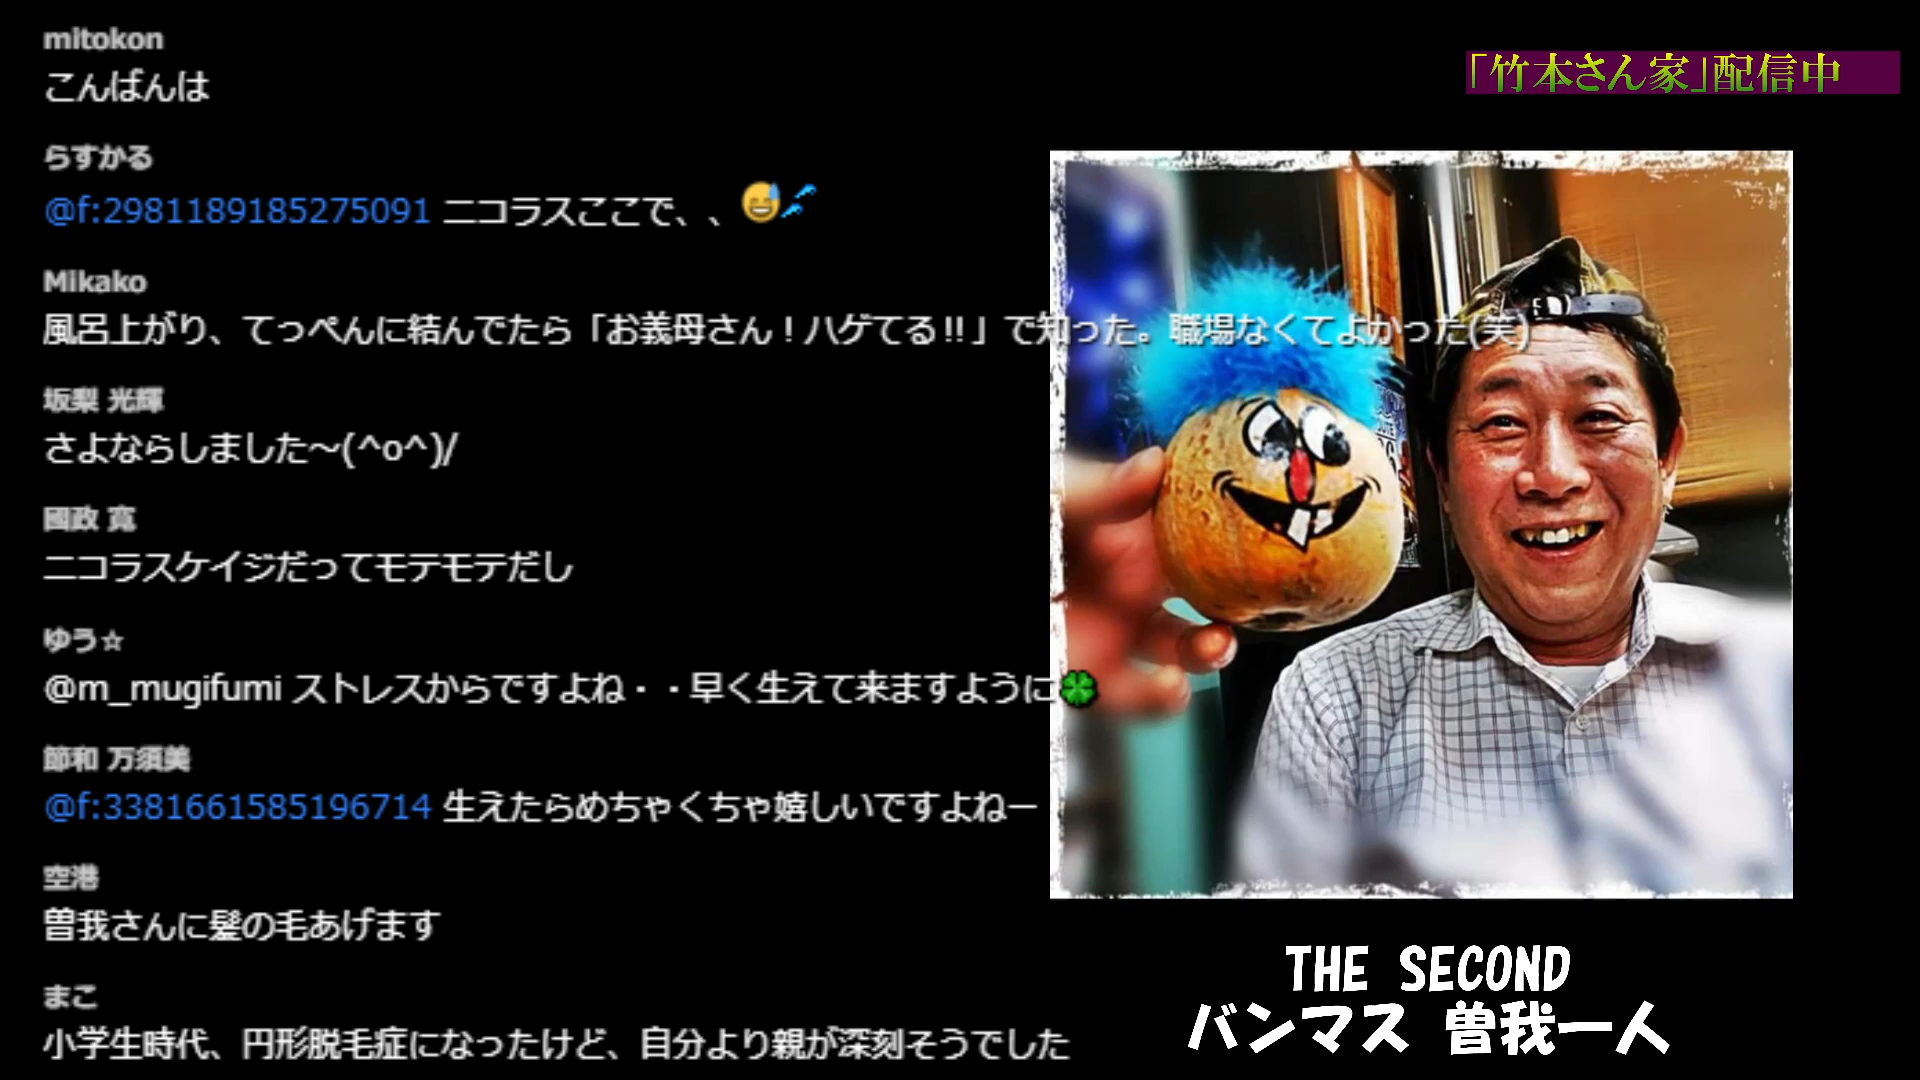 mitokon
こんばんは
らすかる
@f:2981189185275091 ニコラスここで、、😅💦
Mikako
風呂上がり、てっぺんに結んでたら「お義母さん！ハゲてる‼」で知った。職場なくてよかった(笑)
坂梨 光輝
さよならしました～(^o^)/
國政 寛
ニコラスケイジだってモテモテだし
ゆう☆
@m_mugifumi ストレスからですよね・・早く生えて来ますように🍀
節和 万須美
@f:3381661585196714 生えたらめちゃくちゃ嬉しいですよねー
空港
曽我さんに髪の毛あげます
まこ
小学生時代、円形脱毛症になったけど、自分より親が深刻そうでした
「竹本さん家」配信中
THE SECOND
バンマス 曽我一人